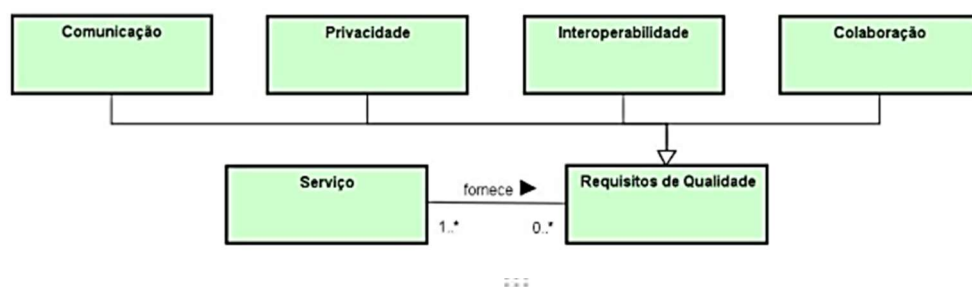 Comunicação
Privacidade
Interoperabilidade
Colaboração
Serviço
fornece ▶
Requisitos de Qualidade
1..*
0..*